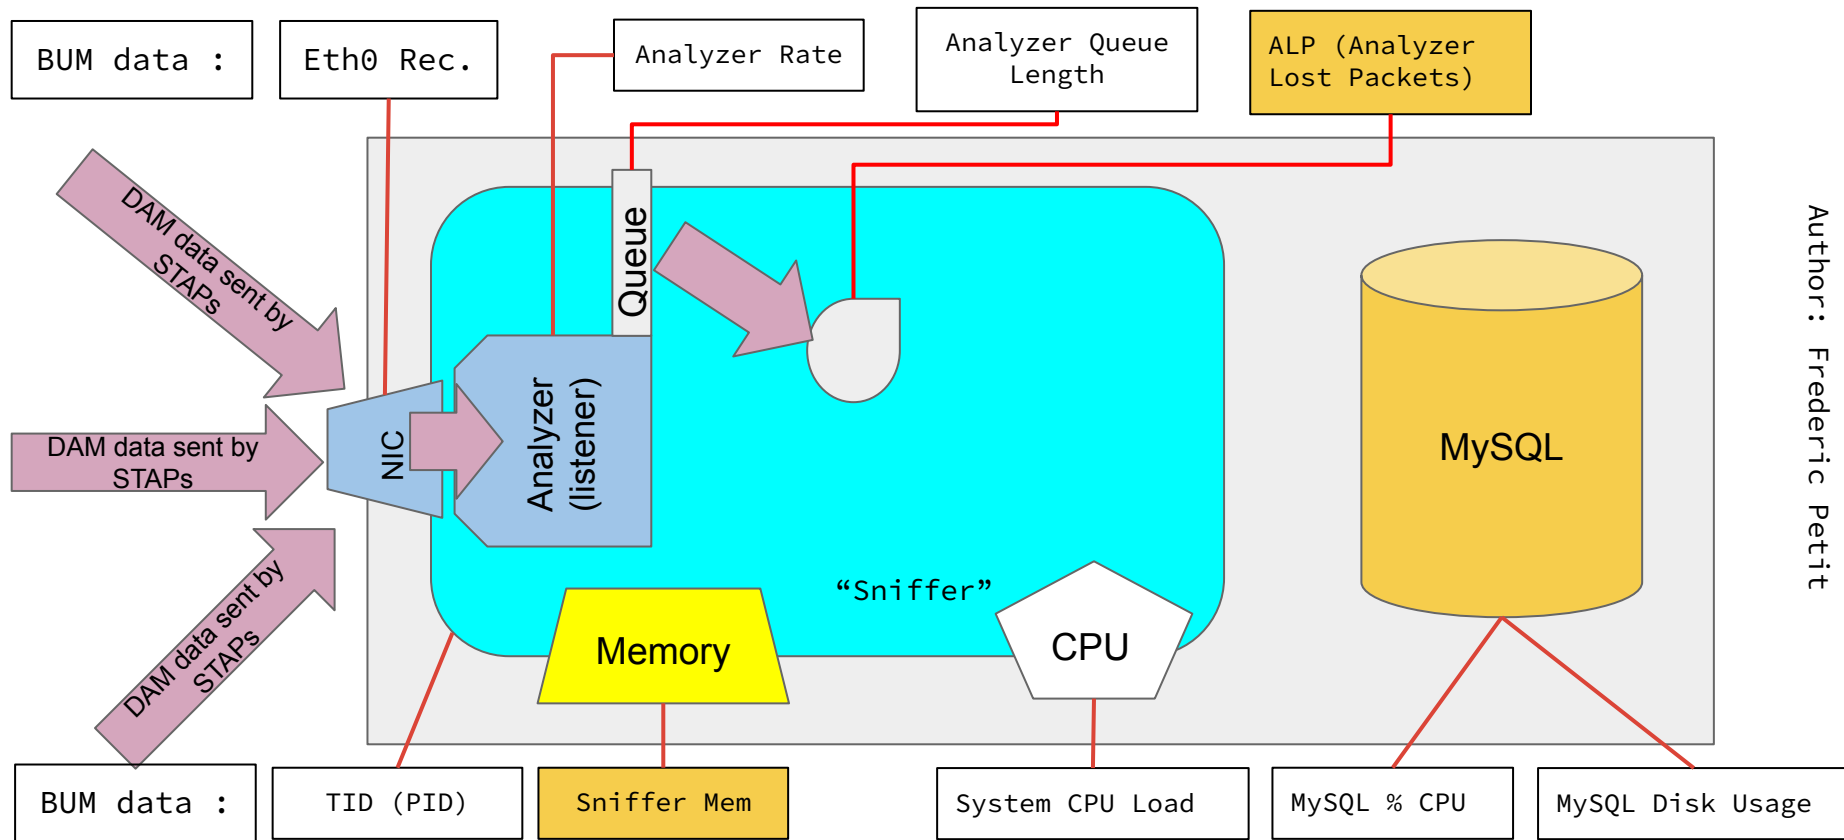 BUM data :
Eth0 Rec.
Analyzer Rate
Analyzer Queue
Length
ALP (Analyzer
Lost Packets)
DAM data sent by
STAPs
DAM data sent by
STAPs
DAM data sent by
STAPs
NIC
Analyzer
(listener)
Queue
“Sniffer”
Memory
CPU
MySQL
Author: Frederic Petit
BUM data :
TID (PID)
Sniffer Mem
System CPU Load
MySQL % CPU
MySQL Disk Usage